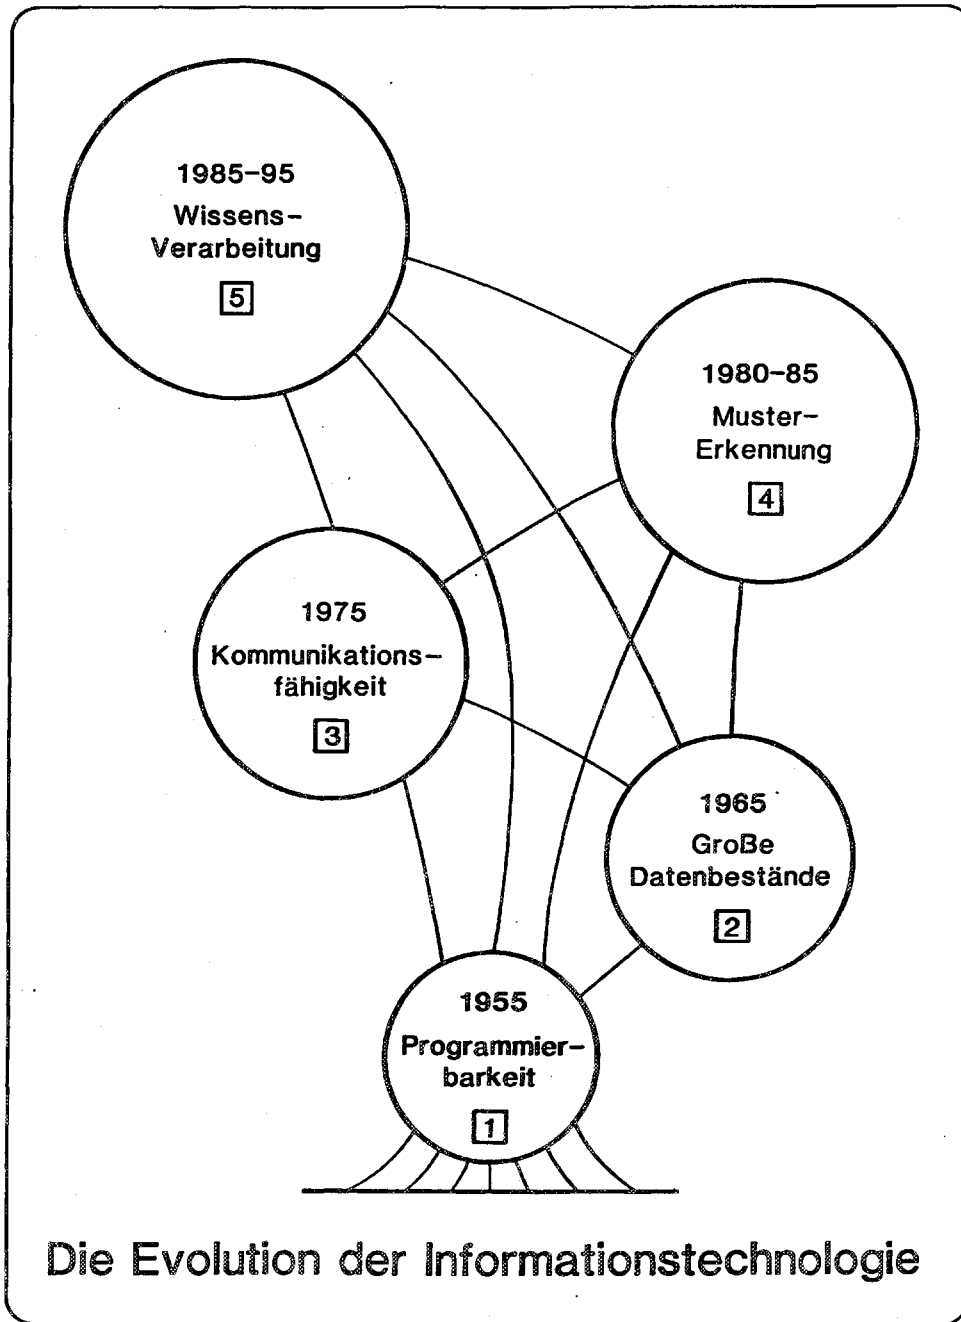 1985-95
Wissens-
Verarbeitung
5
1980-85
Muster-
Erkennung
4
1975
Kommunikations-
fähigkeit
3
1965
Große
Datenbestände
2
1955
Programmier-
barkeit
1
Die Evolution der Informationstechnologie